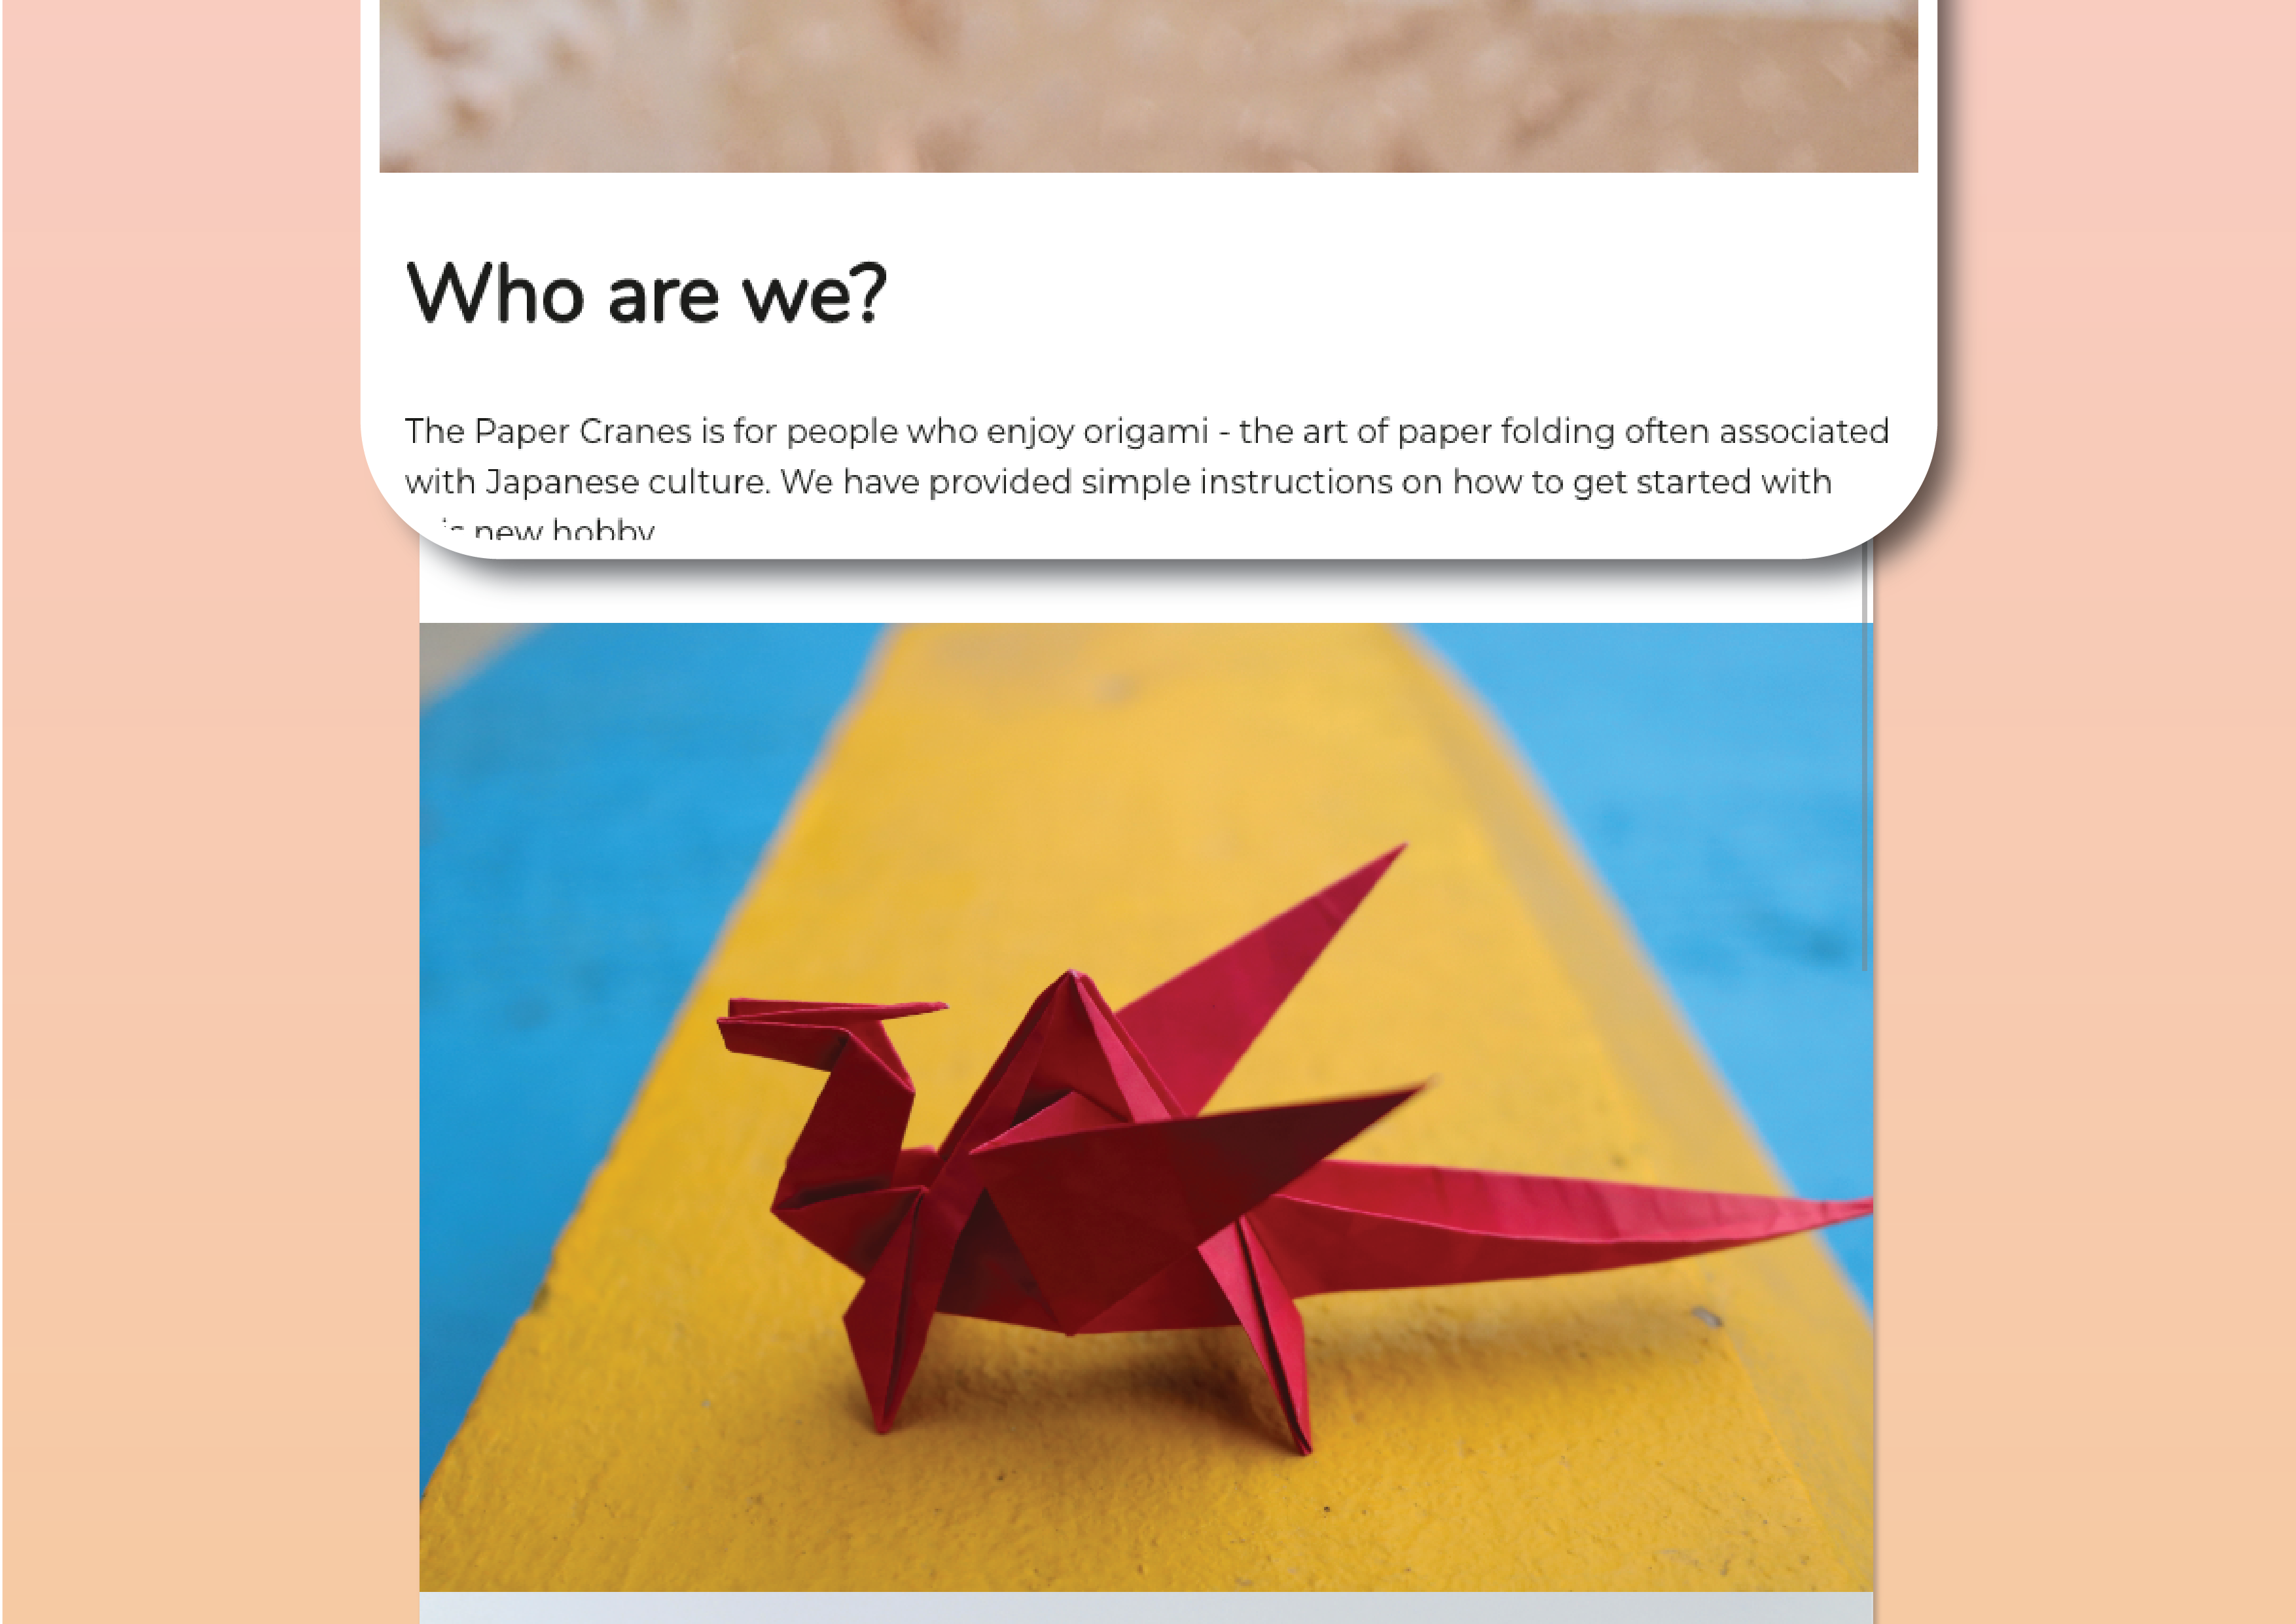 Who are we?
The Paper Cranes is for people who enjoy origami - the art of paper folding often associated
with Japanese culture. We have provided simple instructions on how to get started with
new hobby